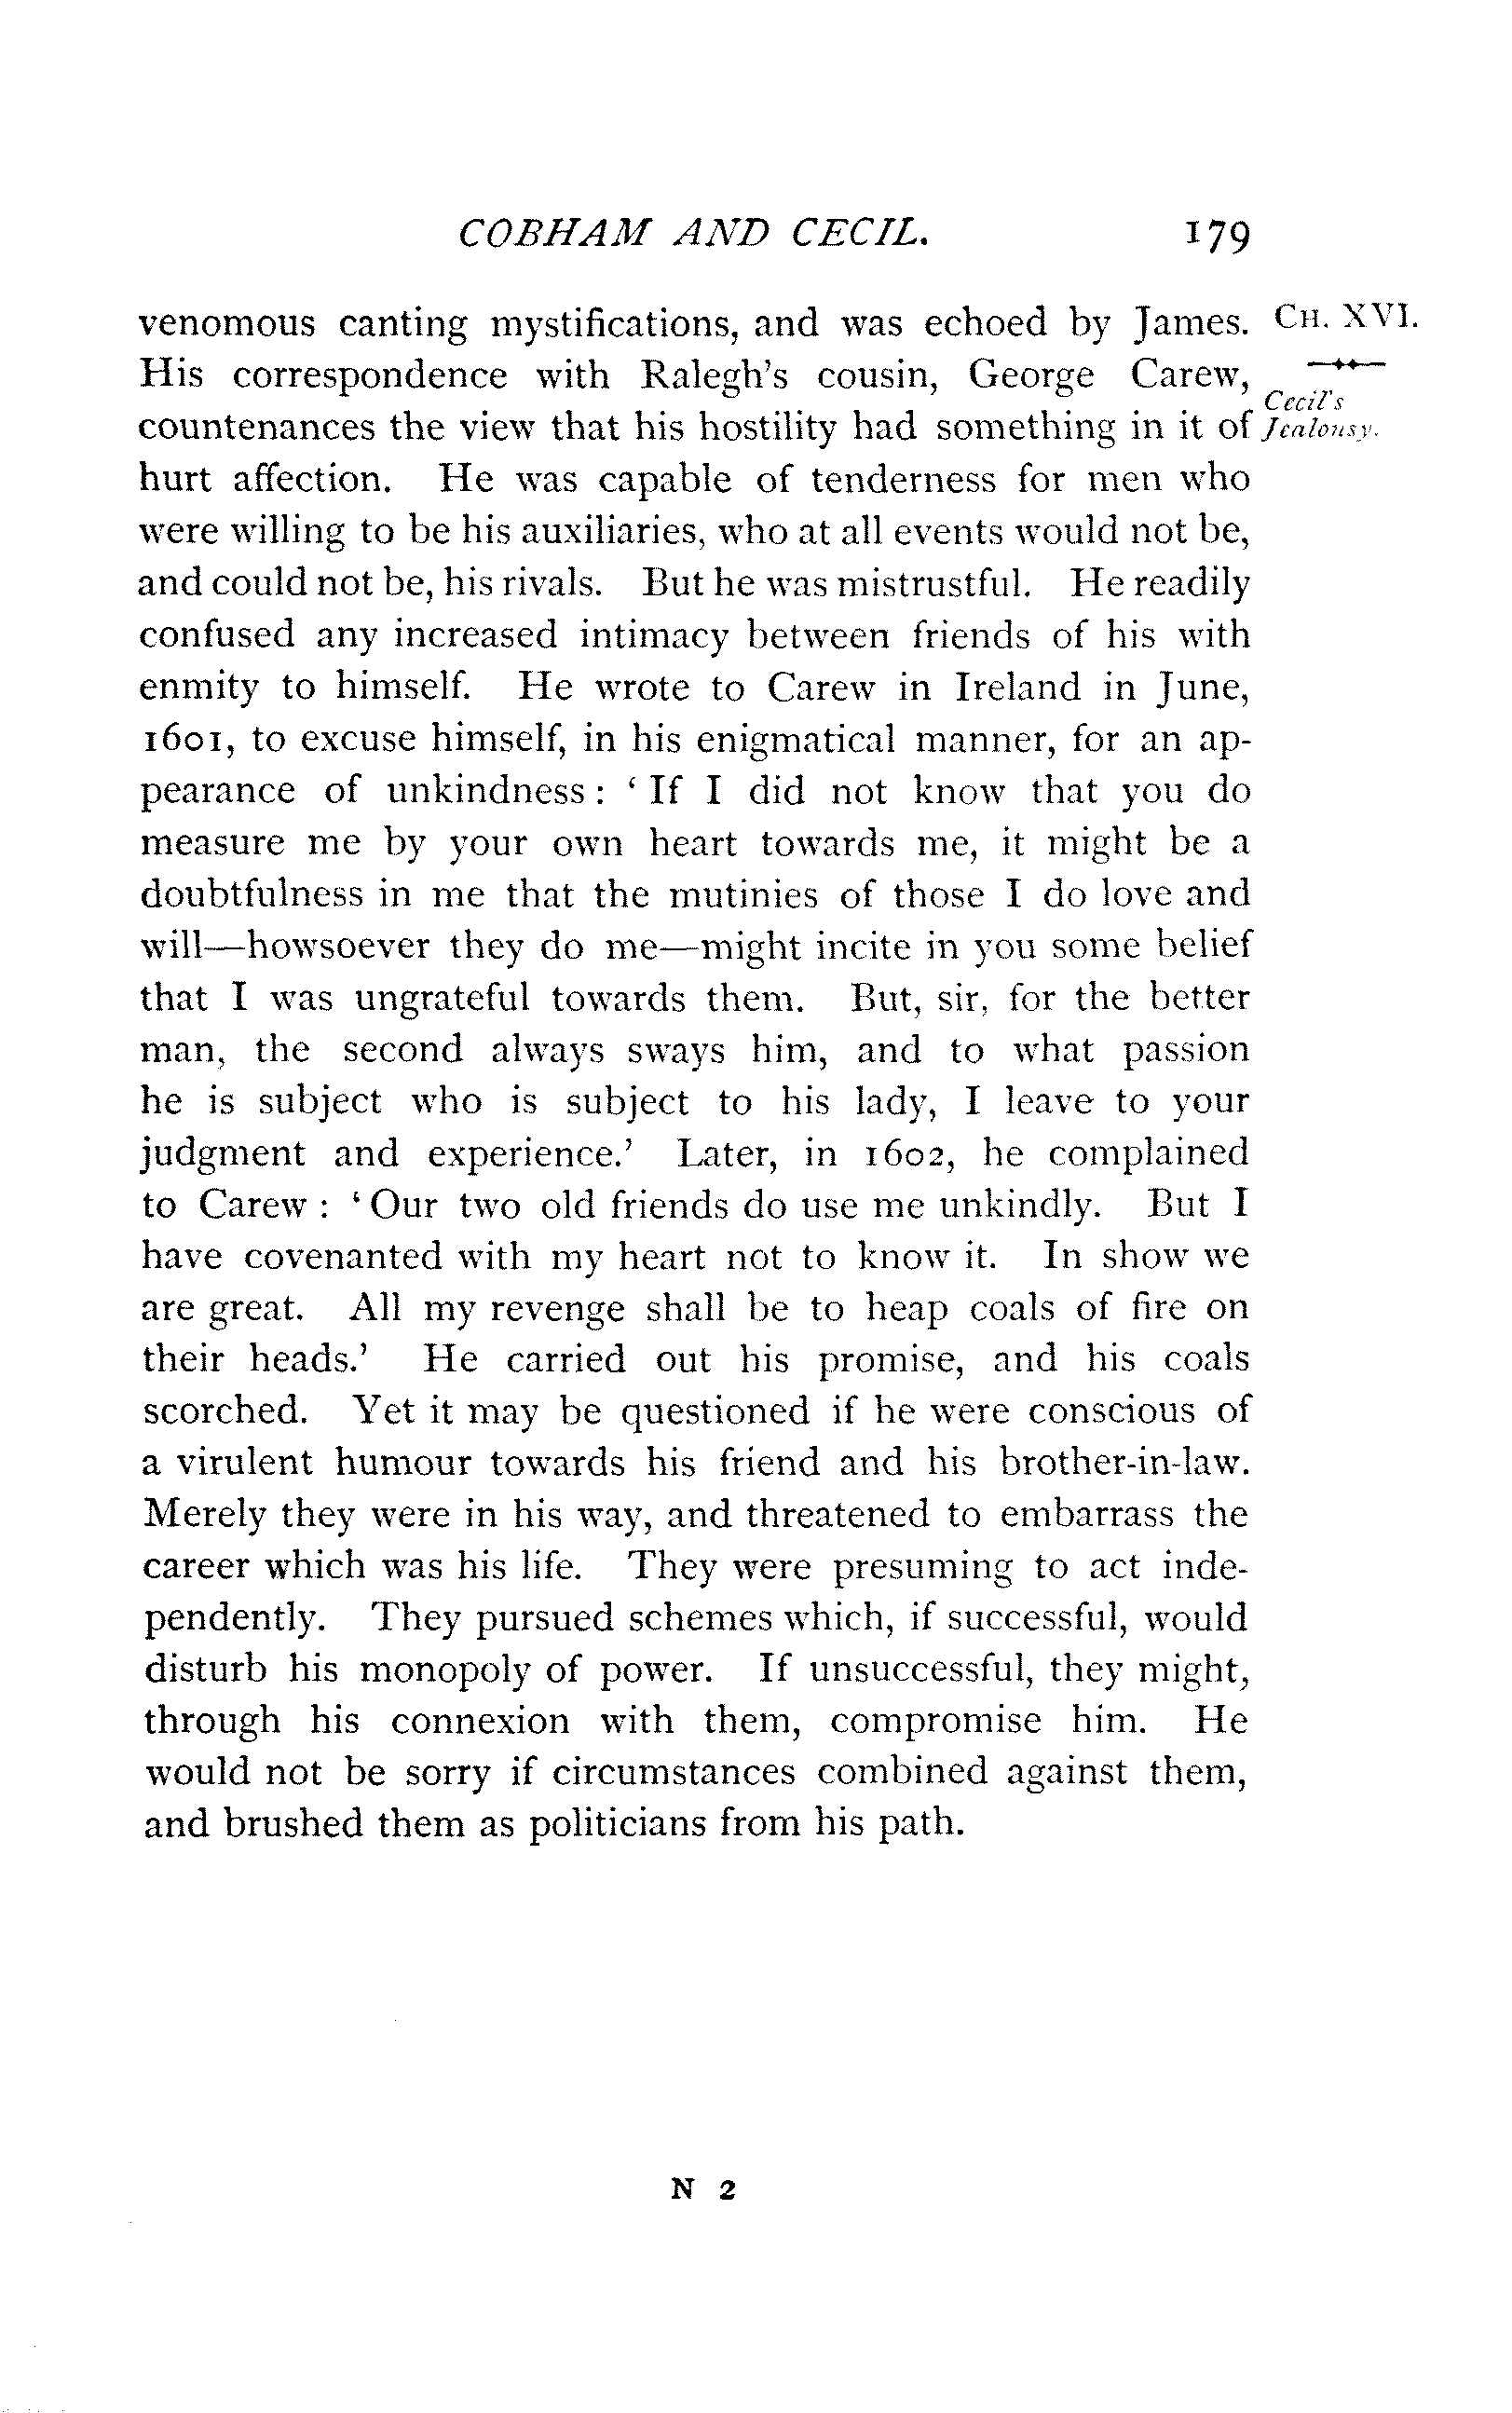 COBHAM AND CECIL. 179
venomous canting mystifications, and was echoed by James. CH. XVI.
His correspondence with Ralegh's cousin, George Carew,
Cecil's
countenances the view that his hostility had something in it of Jealousy.
hurt affection. He was capable of tenderness for men who
were willing to be his auxiliaries, who at all events would not be,
and could not be, his rivals. But he was mistrustful. He readily
confused any increased intimacy between friends of his with
enmity to himself. He wrote to Carew in Ireland in June,
1601, to excuse himself, in his enigmatical manner, for an ap-
pearance of unkindness : ‘ If I did not know that you do
measure me by your own heart towards me, it might be a
doubtfulness in me that the mutinies of those I do love and
will—howsoever they do me—might incite in you some belief
that I was ungrateful towards them. But, sir, for the better
man, the second always sways him, and to what passion
he is subject who is subject to his lady, I leave to your
judgment and experience.’ Later, in 1602, he complained
to Carew : ‘ Our two old friends do use me unkindly. But I
have covenanted with my heart not to know it. In show we
are great. All my revenge shall be to heap coals of fire on
their heads.’ He carried out his promise, and his coals
scorched. Yet it may be questioned if he were conscious of
a virulent humour towards his friend and his brother-in-law.
Merely they were in his way, and threatened to embarrass the
career which was his life. They were presuming to act inde-
pendently. They pursued schemes which, if successful, would
disturb his monopoly of power. If unsuccessful, they might,
through his connexion with them, compromise him. He
would not be sorry if circumstances combined against them,
and brushed them as politicians from his path.
N 2